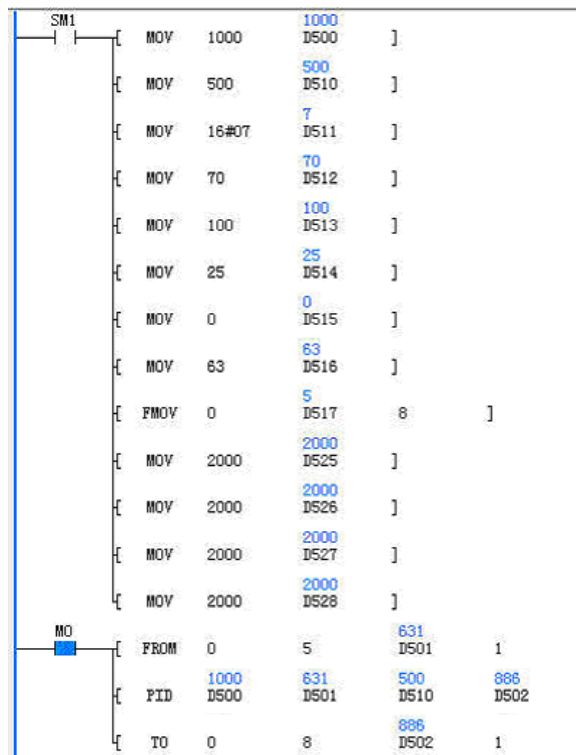 SM1
1000
[ MOV 1000 D500 ]
500
[ MOV 500 D510 ]
7
[ MOV 16#07 D511 ]
70
[ MOV 70 D512 ]
100
[ MOV 100 D513 ]
25
[ MOV 25 D514 ]
0
[ MOV 0 D515 ]
63
[ MOV 63 D516 ]
5
[ FMOV 0 D517 8 ]
2000
[ MOV 2000 D525 ]
2000
[ MOV 2000 D526 ]
2000
[ MOV 2000 D527 ]
2000
[ MOV 2000 D528 ]
M0
631
[ FROM 0 5 D501 1
1000 631 500 886
[ PID D500 D501 D510 D502
886
[ TO 0 8 D502 1